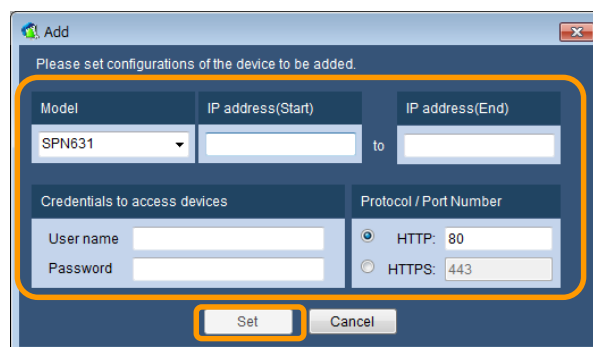 Add
Please set configurations of the device to be added.
Model IP address(Start) IP address(End)
SPN631 to
Credentials to access devices Protocol / Port Number
User name HTTP: 80
Password HTTPS: 443
Set Cancel